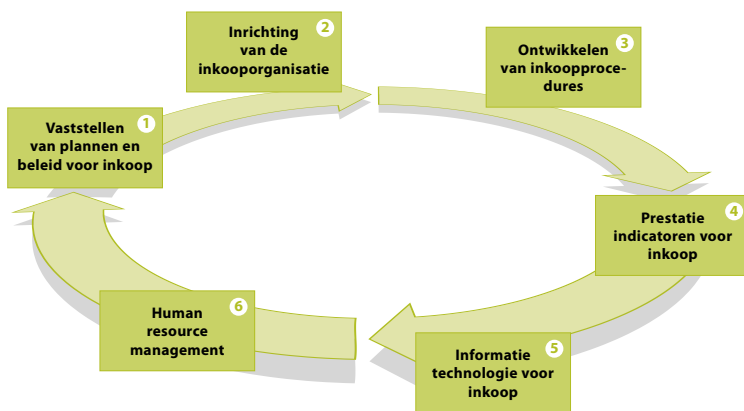 1
Vaststellen
van plannen en
beleid voor inkoop
2
Inrichting
van de
inkooporganisatie
3
Ontwikkelen
van inkoopproce-
dures
4
Prestatie
indicatoren voor
inkoop
5
Informatie
technologie voor
inkoop
6
Human
resource
management